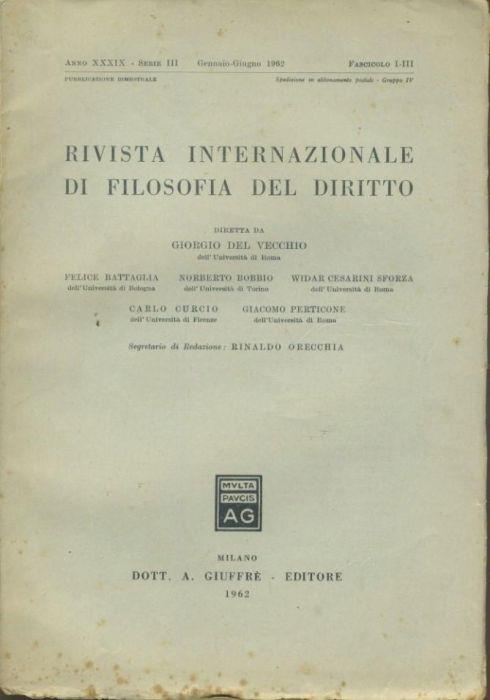 ANNO XXXIX - SERIE III Gennaio-Giugno 1962 FASCICOLO I-III
PUBBLICAZIONE BIMESTRALE Spedizione in abbonamento postale - Gruppo IV
RIVISTA INTERNAZIONALE
DI FILOSOFIA DEL DIRITTO
DIRETTA DA
GIORGIO DEL VECCHIO
dell'Università di Roma
FELICE BATTAGLIA NORBERTO BOBBIO WIDAR CESARINI SFORZA
dell'Università di Bologna dell'Università di Torino dell'Università di Roma
CARLO CURCIO GIACOMO PERTICONE
dell'Università di Firenze dell'Università di Roma
Segretario di Redazione: RINALDO ORECCHIA
MVLTA
PAVCIS
AG
MILANO
DOTT. A. GIUFFRÈ - EDITORE
1962